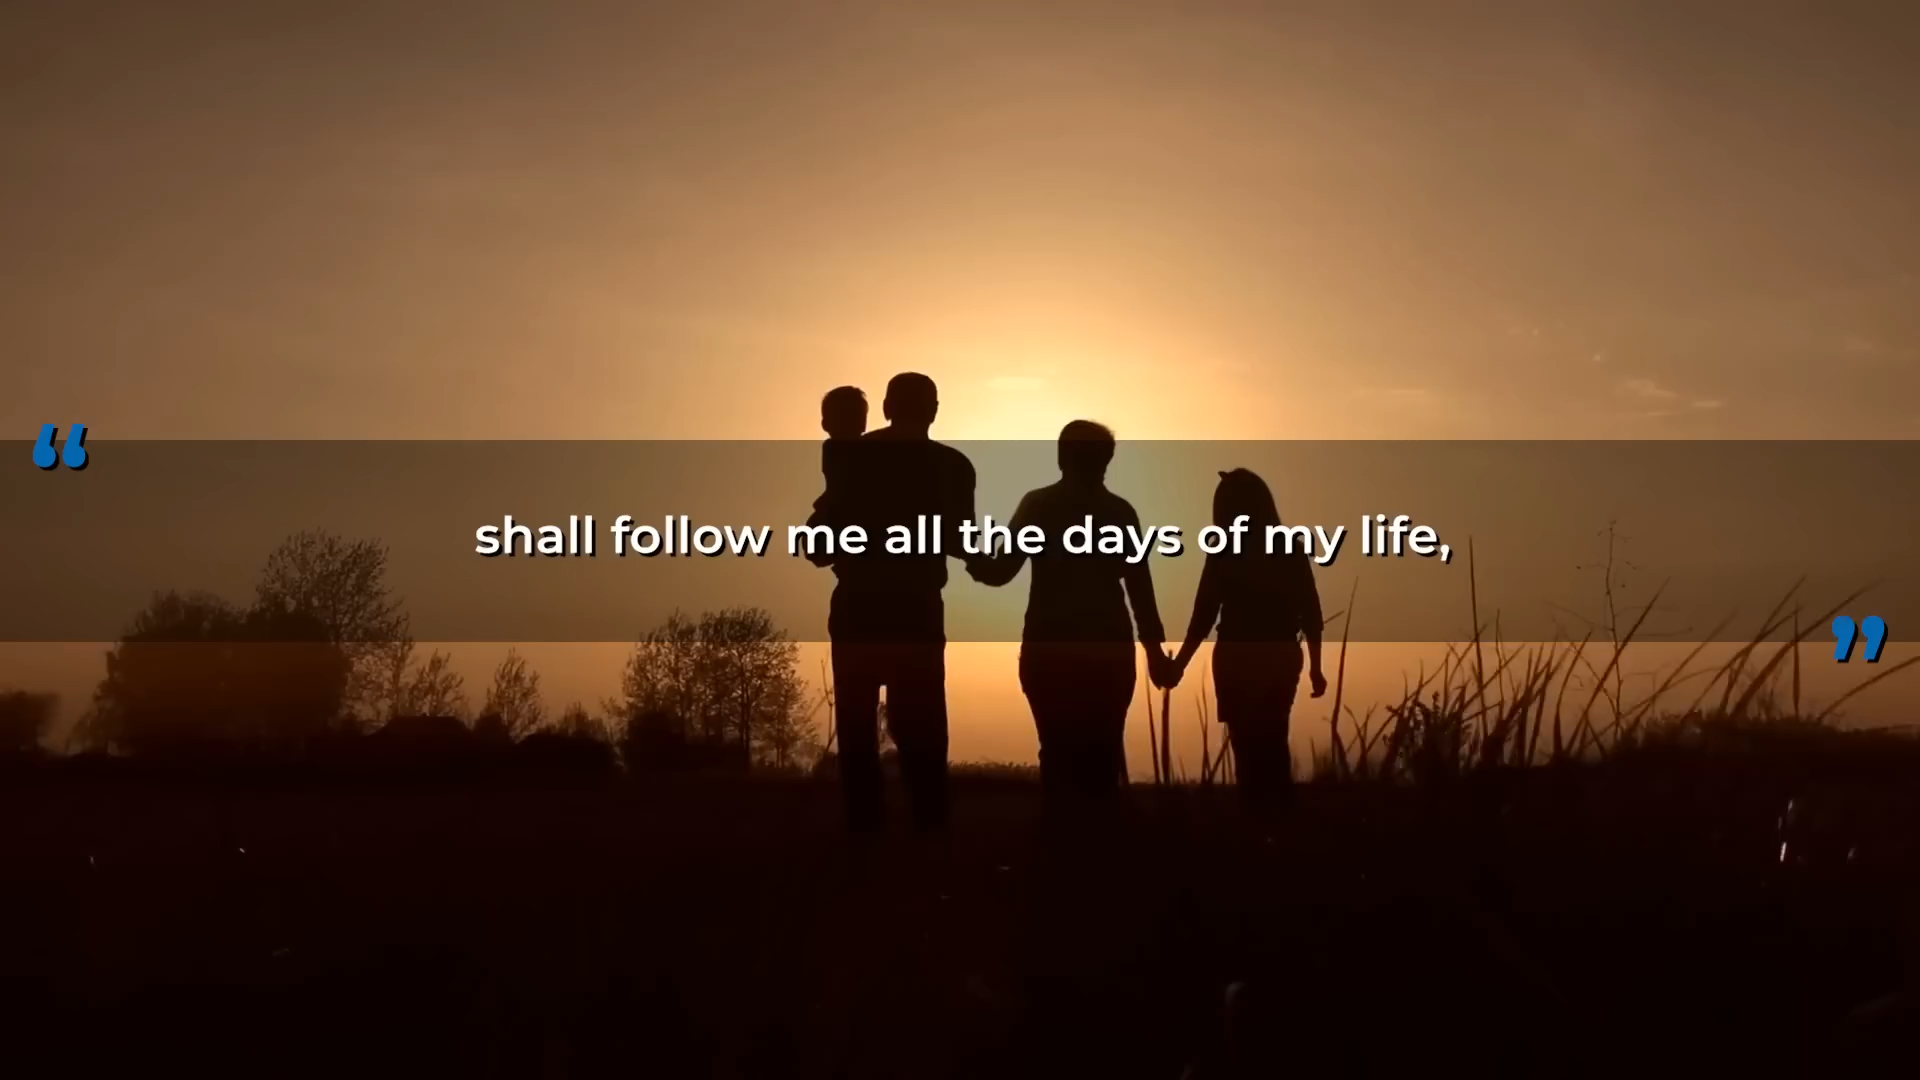 “
shall follow me all the days of my life,
”